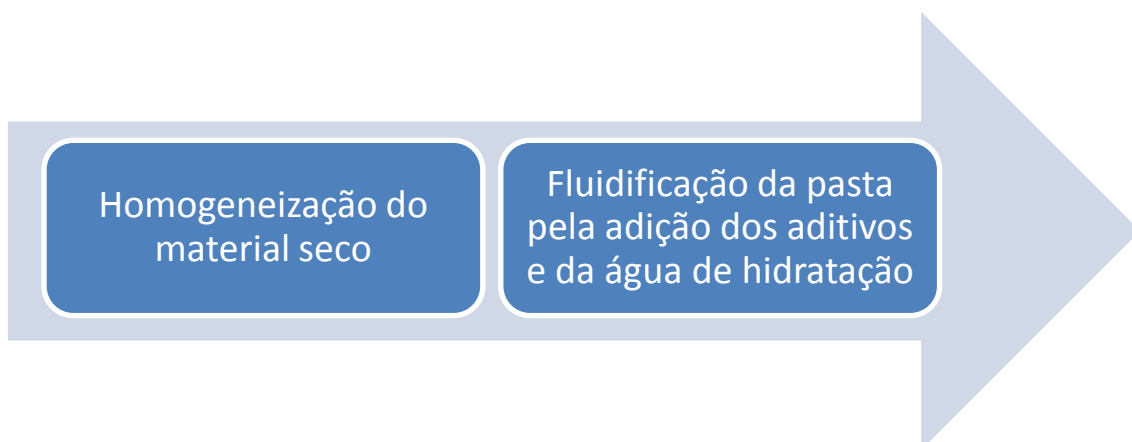 Homogeneização do
material seco
Fluidificação da pasta
pela adição dos aditivos
e da água de hidratação